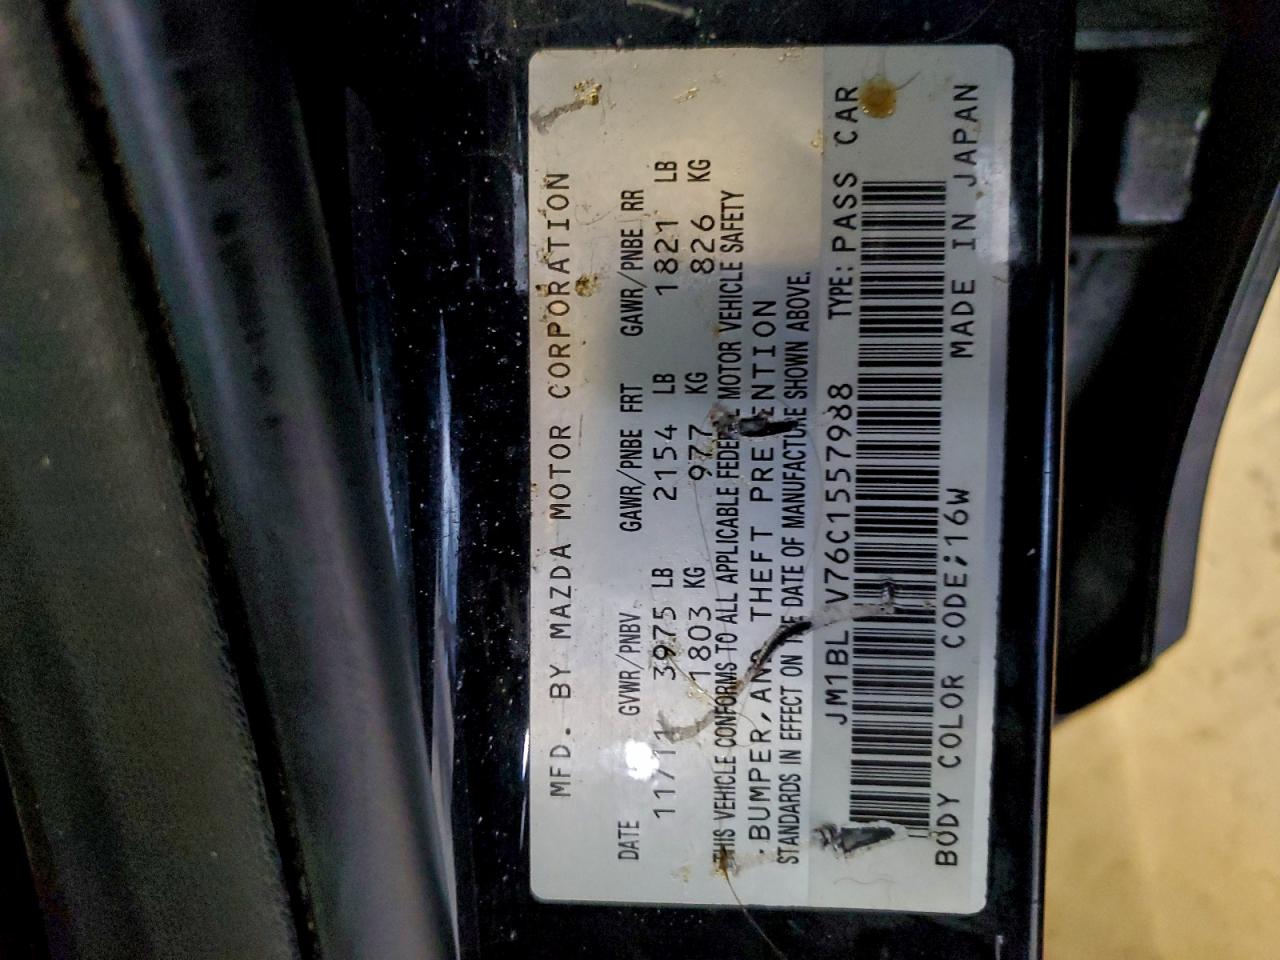 MFD. BY MAZDA MOTOR CORPORATION
DATE GVWR/PNBV GAWR/PNBE FRT GAWR/PNBE RR
11/11 3975 LB 2154 LB 1821 LB
1803 KG 977 KG 826 KG
THIS VEHICLE CONFORMS TO ALL APPLICABLE FEDERAL MOTOR VEHICLE SAFETY
,BUMPER,AND THEFT PREVENTION
STANDARDS IN EFFECT ON THE DATE OF MANUFACTURE SHOWN ABOVE.
TYPE: PASS CAR
BODY COLOR CODE;16W MADE IN JAPAN